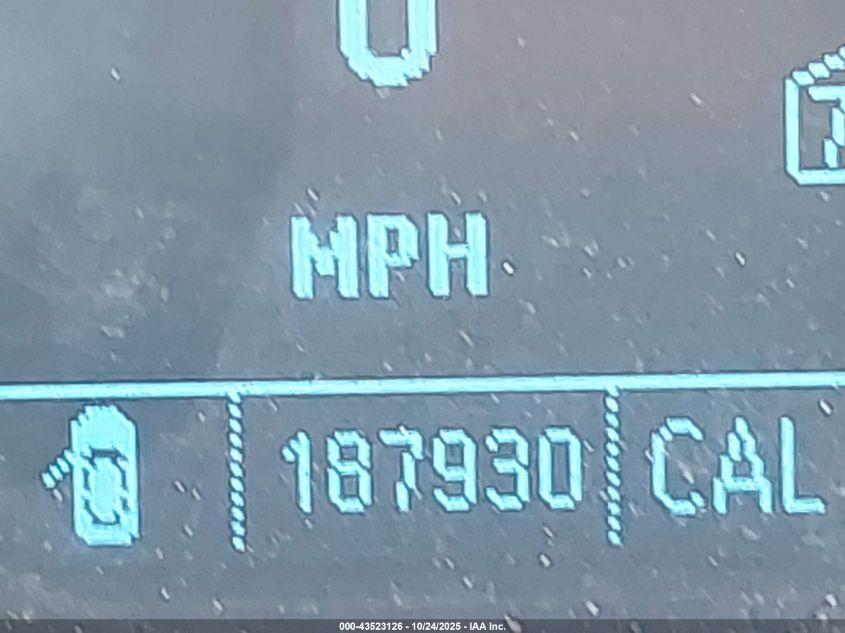 0
MPH
187930 CAL
000-43523126 - 10/24/2025 - IAA Inc.